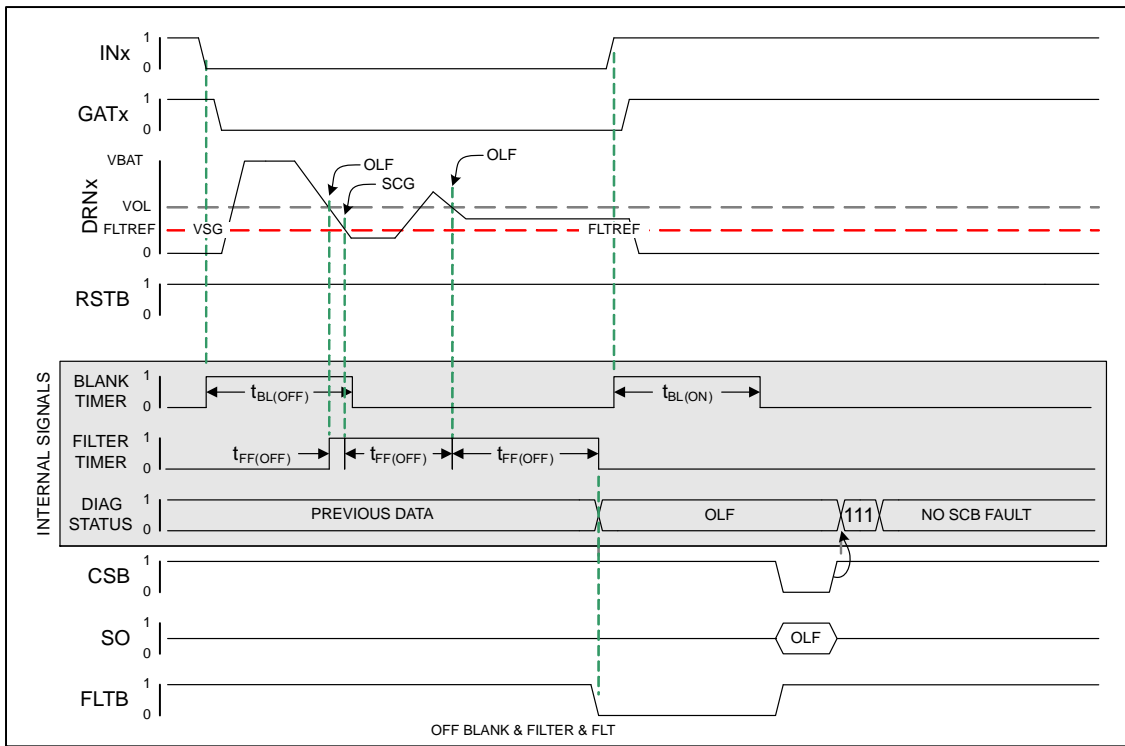 INx 1 0
GATx 1 0
DRNx VBAT
OLF
SCG
OLF
VOL
FLTREF VSG FLTREF
0
RSTB 1 0
INTERNAL SIGNALS
BLANK TIMER 1 0 tBL(OFF) tBL(ON)
FILTER TIMER 1 0 tFF(OFF) tFF(OFF) tFF(OFF)
DIAG STATUS 1 0 PREVIOUS DATA OLF 111 NO SCB FAULT
CSB 1 0
SO 1 0 OLF
FLTB 1 0
OFF BLANK & FILTER & FLT